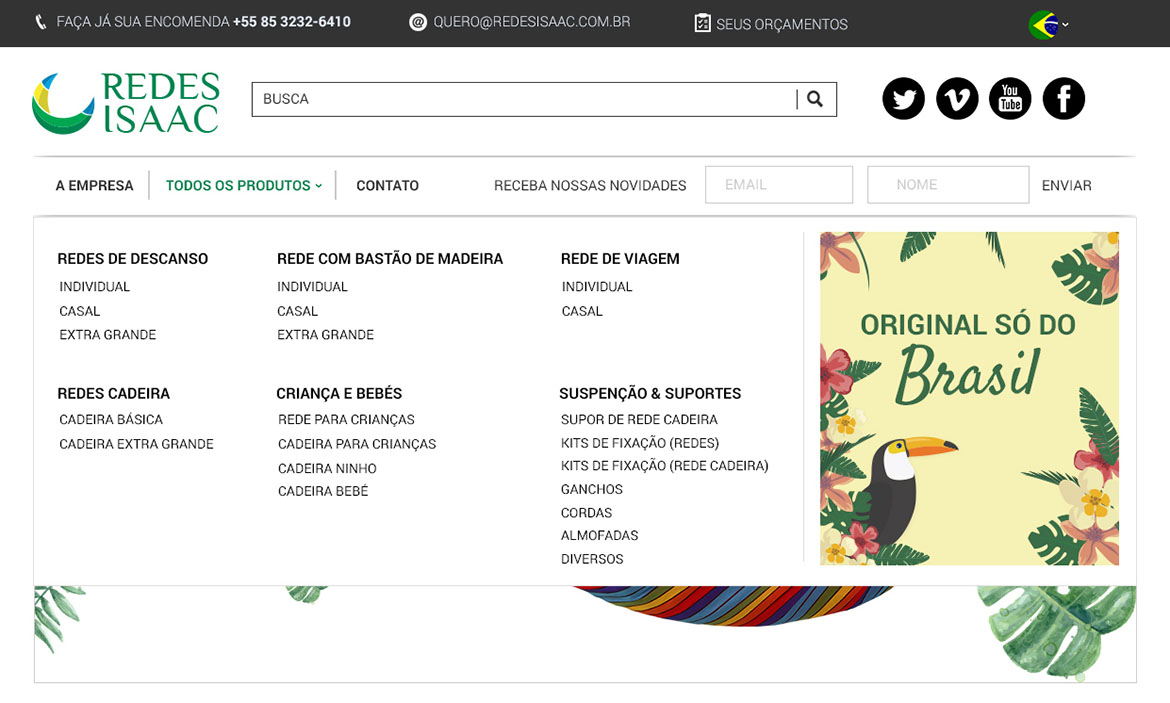 FAÇA JÁ SUA ENCOMENDA +55 85 3232-6410
QUERO@REDESISAAC.COM.BR
SEUS ORÇAMENTOS
REDES
ISAAC
BUSCA
You
Tube
A EMPRESA
TODOS OS PRODUTOS
CONTATO
RECEBA NOSSAS NOVIDADES
EMAIL
NOME
ENVIAR
REDES DE DESCANSO
INDIVIDUAL
CASAL
EXTRA GRANDE
REDE COM BASTÃO DE MADEIRA
INDIVIDUAL
CASAL
EXTRA GRANDE
REDE DE VIAGEM
INDIVIDUAL
CASAL
REDES CADEIRA
CADEIRA BÁSICA
CADEIRA EXTRA GRANDE
CRIANÇA E BEBÉS
REDE PARA CRIANÇAS
CADEIRA PARA CRIANÇAS
CADEIRA NINHO
CADEIRA BEBÉ
SUSPENÇÃO & SUPORTES
SUPOR DE REDE CADEIRA
KITS DE FIXAÇÃO (REDES)
KITS DE FIXAÇÃO (REDE CADEIRA)
GANCHOS
CORDAS
ALMOFADAS
DIVERSOS
ORIGINAL SÓ DO
Brasil